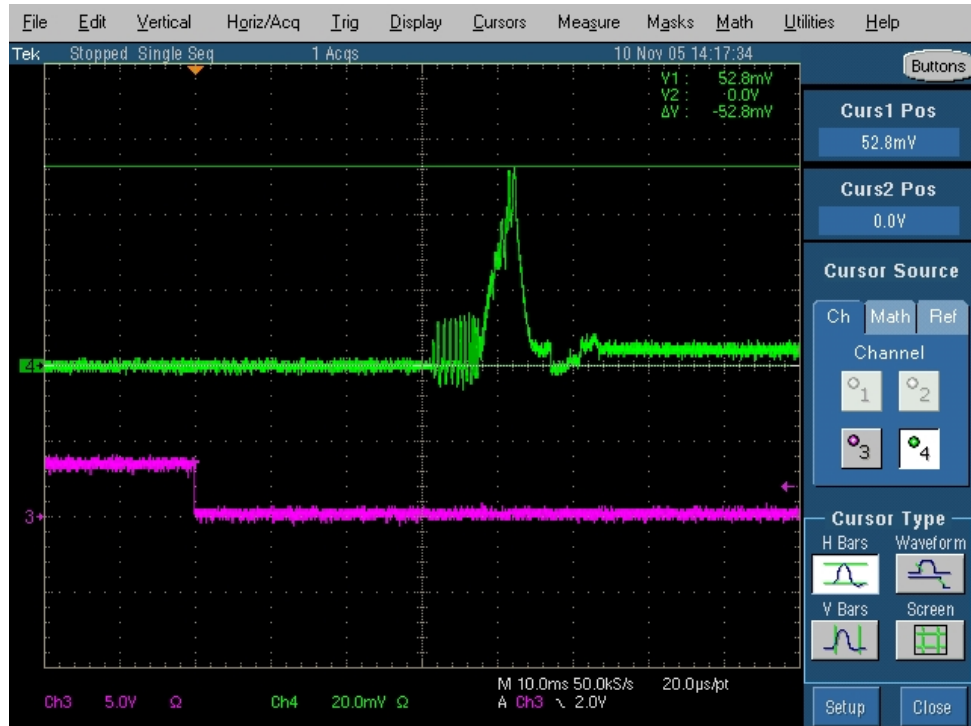 File Edit Vertical Horiz/Acq Trig Display Cursors Measure Masks Math Utilities Help
Tek Stopped Single Seq 1 Acqs 10 Nov 05 14:17:34
Buttons
V1 : 52.8mV
V2 : 0.0V
ΔV : -52.8mV
Curs1 Pos
52.8mV
Curs2 Pos
0.0V
Cursor Source
Ch Math Ref
Channel
1 2
3 4
4
3
Cursor Type
H Bars Waveform
V Bars Screen
Ch3 5.0V Ω Ch4 20.0mV Ω
M 10.0ms 50.0kS/s 20.0µs/pt
A Ch3 \ 2.0V
Setup Close